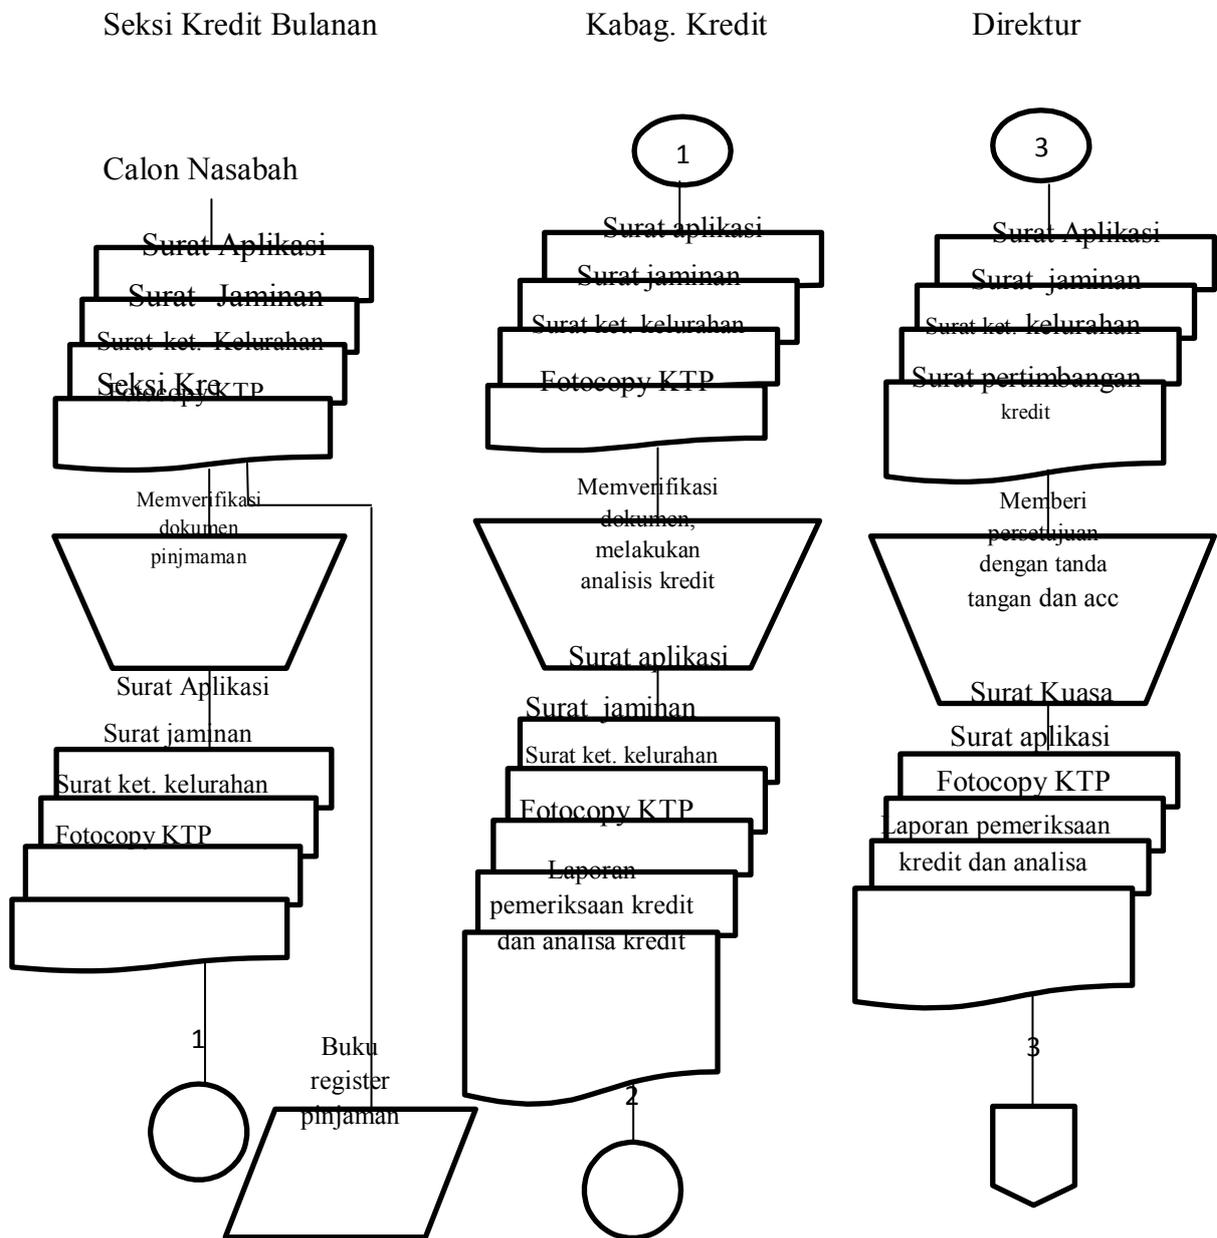 Seksi Kredit Bulanan
Kabag. Kredit
Direktur
Calon Nasabah
Surat Aplikasi
Surat Jaminan
Surat ket. Kelurahan
Seksi Kre
Fotocopy KTP
Memverifikasi
dokumen
pinjmaman
Surat Aplikasi
Surat jaminan
Surat ket. kelurahan
Fotocopy KTP
1
Buku
register
pinjaman
1
Surat aplikasi
Surat jaminan
Surat ket. kelurahan
Fotocopy KTP
Memverifikasi
dokumen,
melakukan
analisis kredit
Surat aplikasi
Surat jaminan
Surat ket. kelurahan
Fotocopy KTP
Laporan
pemeriksaan kredit
dan analisa kredit
2
3
Surat Aplikasi
Surat jaminan
Surat ket. kelurahan
Surat pertimbangan
kredit
Memberi
persetujuan
dengan tanda
tangan dan acc
Surat Kuasa
Surat aplikasi
Fotocopy KTP
Laporan pemeriksaan
kredit dan analisa
3